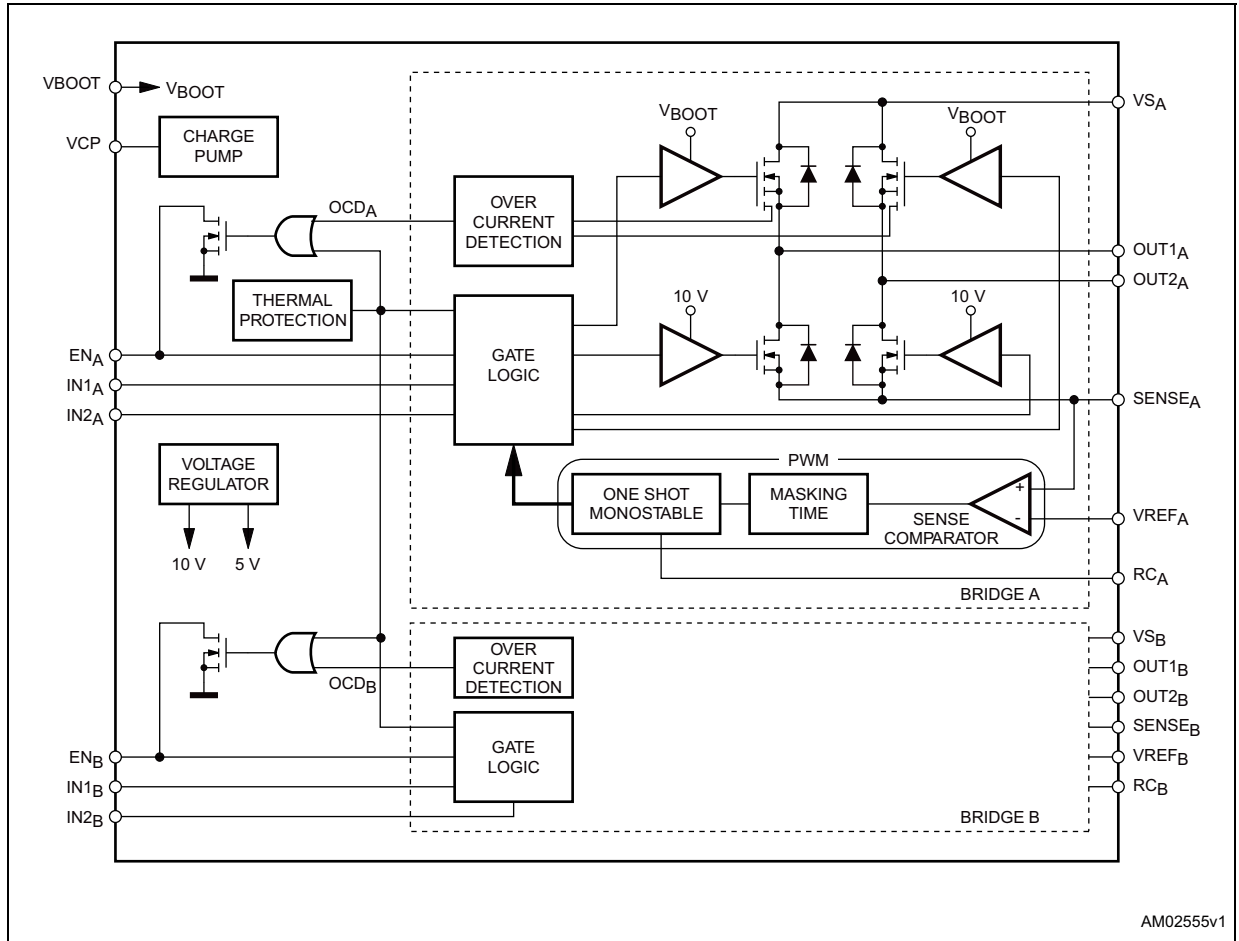 VBOOT
VBOOT
VCP
CHARGE
PUMP
VBOOT
VBOOT
VSA
OCDA
OVER
CURRENT
DETECTION
OUT1A
OUT2A
THERMAL
PROTECTION
10 V
10 V
ENA
IN1A
IN2A
GATE
LOGIC
SENSEA
VOLTAGE
REGULATOR
10 V 5 V
PWM
ONE SHOT
MONOSTABLE
MASKING
TIME
+
-
SENSE
COMPARATOR
VREFA
RCA
BRIDGE A
OCDB
OVER
CURRENT
DETECTION
VSB
OUT1B
OUT2B
SENSEB
VREFB
RCB
ENB
IN1B
IN2B
GATE
LOGIC
BRIDGE B
AM02555v1